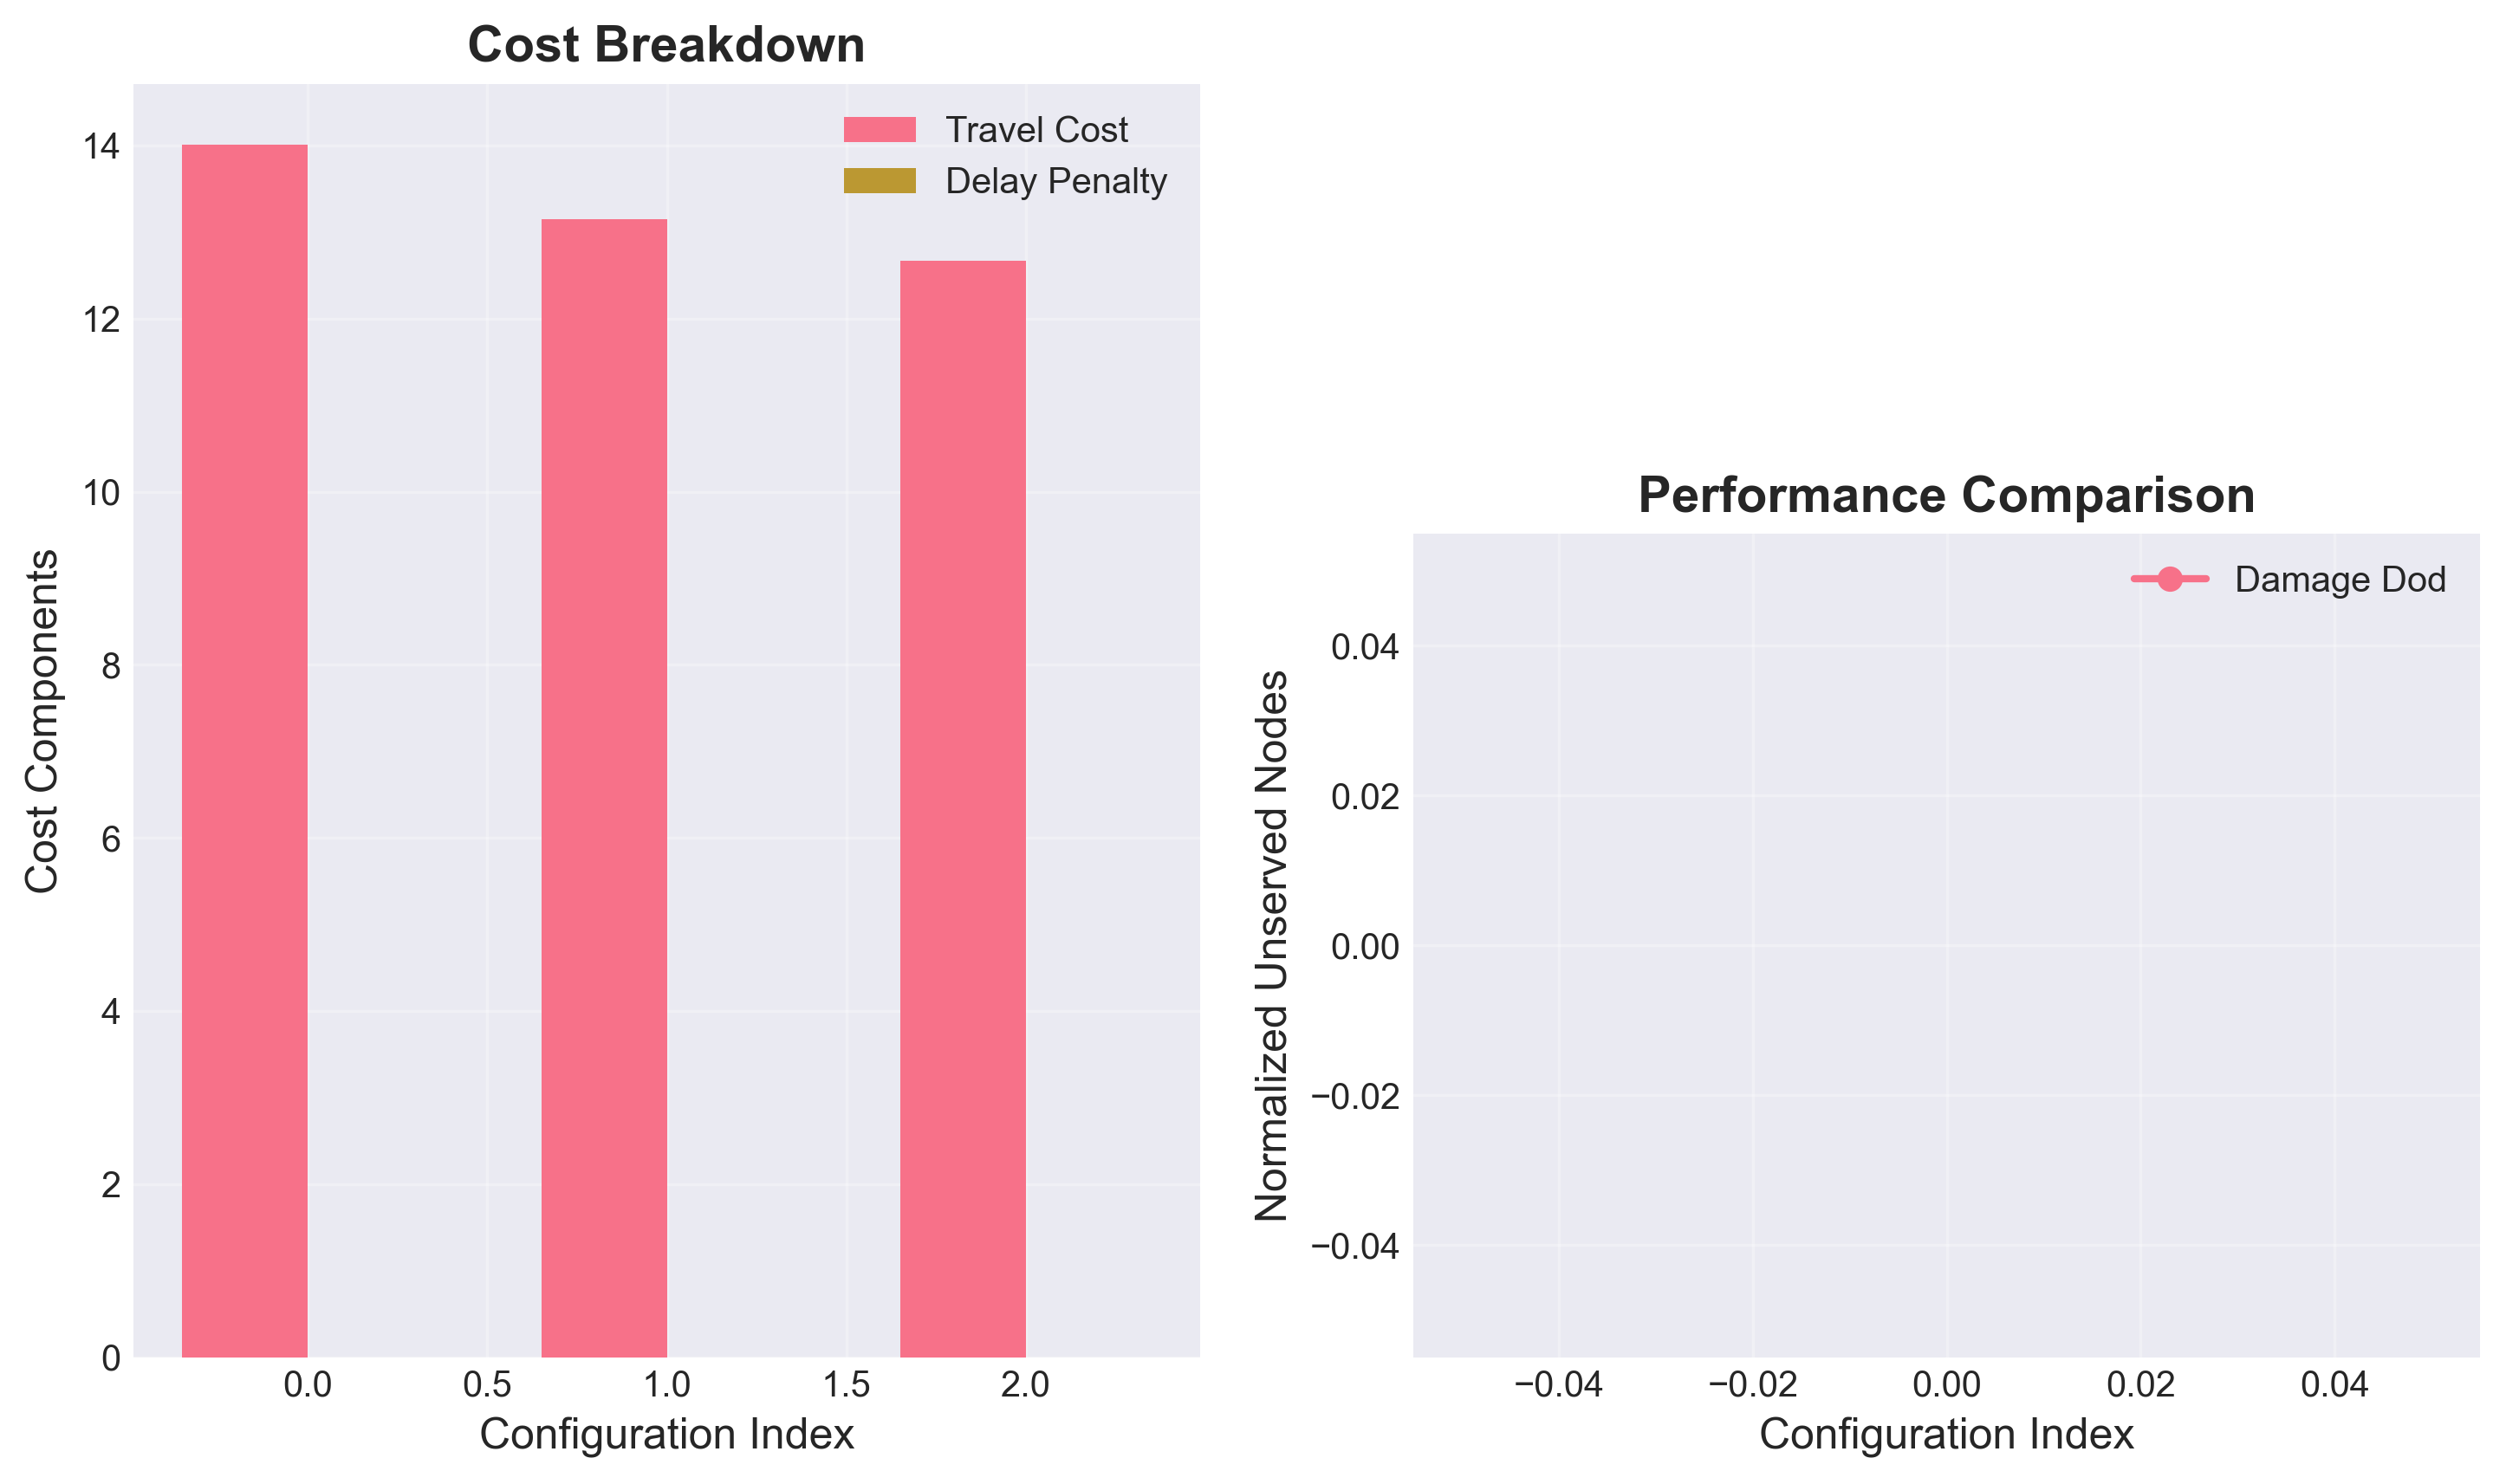 Cost Breakdown
Travel Cost
Delay Penalty
14
12
10
8
6
4
2
0
Cost Components
0.0 0.5 1.0 1.5 2.0
Configuration Index
Performance Comparison
Damage Dod
0.04
0.02
0.00
−0.02
−0.04
Normalized Unserved Nodes
−0.04 −0.02 0.00 0.02 0.04
Configuration Index